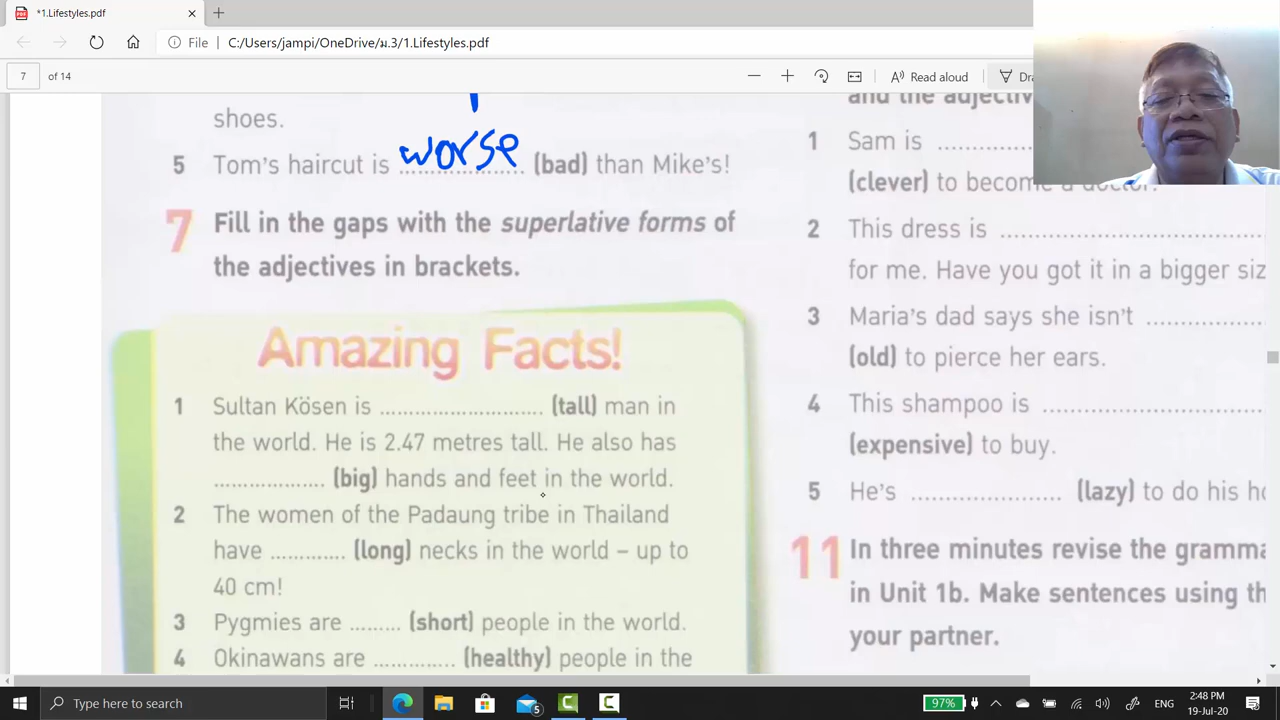 *1.Lifestyles.pdf
File C:/Users/jampi/OneDrive/ม.3/1.Lifestyles.pdf
7 of 14 Read aloud
shoes.
5 Tom's haircut is worse (bad) than Mike's!
7 Fill in the gaps with the superlative forms of
the adjectives in brackets.
Amazing Facts!
1 Sultan Kösen is ............................ (tall) man in
the world. He is 2.47 metres tall. He also has
................... (big) hands and feet in the world.
2 The women of the Padaung tribe in Thailand
have ............. (long) necks in the world – up to
40 cm!
3 Pygmies are ......... (short) people in the world.
4 Okinawans are .............. (healthy) people in the
and the
1 Sam is ................
(clever) to become a doctor.
2 This dress is ............................................
for me. Have you got it in a bigger
3 Maria's dad says she isn't ....................
(old) to pierce her ears.
4 This shampoo is ......................................
(expensive) to buy.
5 He's .......................... (lazy) to do his
11 In three minutes revise the
in Unit 1b. Make sentences using
your partner.
Type here to search
5
97%
ENG
2:48 PM
19-Jul-20